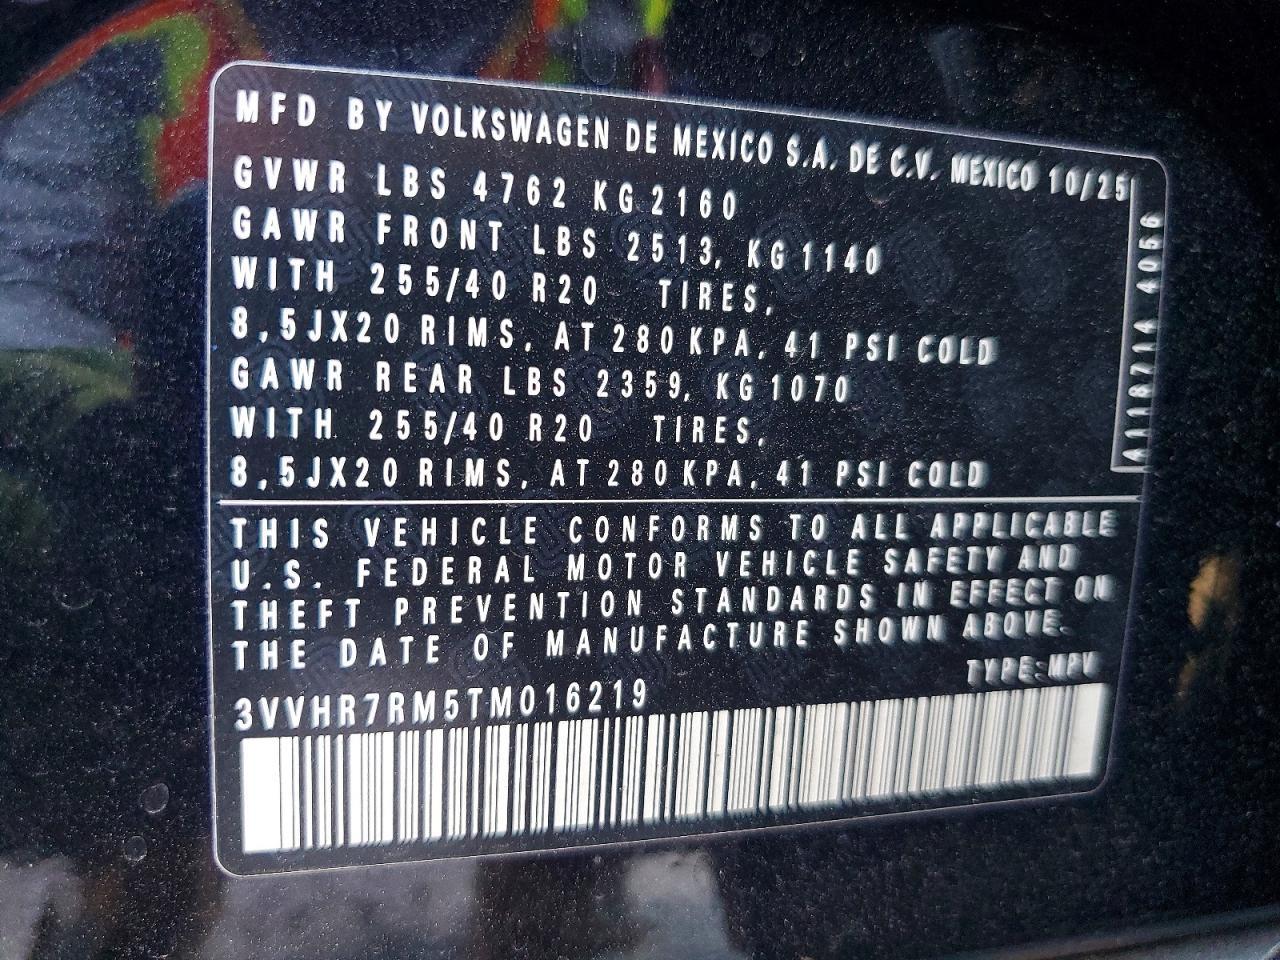 MFD BY VOLKSWAGEN DE MEXICO S.A. DE C.V. MEXICO 10/25
GVWR LBS 4762 KG 2160
GAWR FRONT LBS 2513, KG 1140
WITH 255/40 R20 TIRES,
8,5JX20 RIMS, AT 280 KPA, 41 PSI COLD
GAWR REAR LBS 2359, KG 1070
WITH 255/40 R20 TIRES,
8,5JX20 RIMS, AT 280 KPA, 41 PSI COLD
A118714 4056
THIS VEHICLE CONFORMS TO ALL APPLICABLE
U.S. FEDERAL MOTOR VEHICLE SAFETY AND
THEFT PREVENTION STANDARDS IN EFFECT ON
THE DATE OF MANUFACTURE SHOWN ABOVE.
TYPE:MPV
3VVHR7RM5TM016219